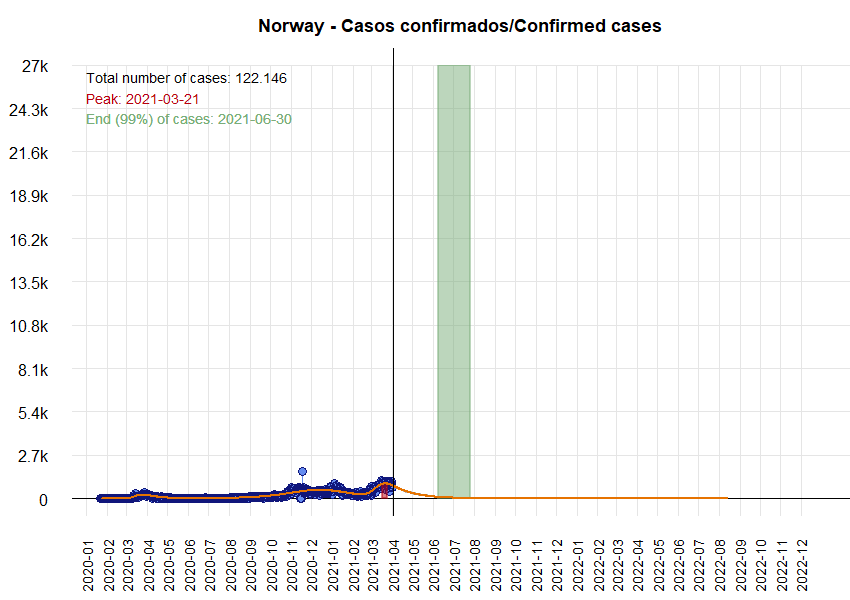 Norway - Casos confirmados/Confirmed cases
27k
24.3k
21.6k
18.9k
16.2k
13.5k
10.8k
8.1k
5.4k
2.7k
0
Total number of cases: 122.146
Peak: 2021-03-21
End (99%) of cases: 2021-06-30
2020-01
2020-02
2020-03
2020-04
2020-05
2020-06
2020-07
2020-08
2020-09
2020-10
2020-11
2020-12
2021-01
2021-02
2021-03
2021-04
2021-05
2021-06
2021-07
2021-08
2021-09
2021-10
2021-11
2021-12
2022-01
2022-02
2022-03
2022-04
2022-05
2022-06
2022-07
2022-08
2022-09
2022-10
2022-11
2022-12